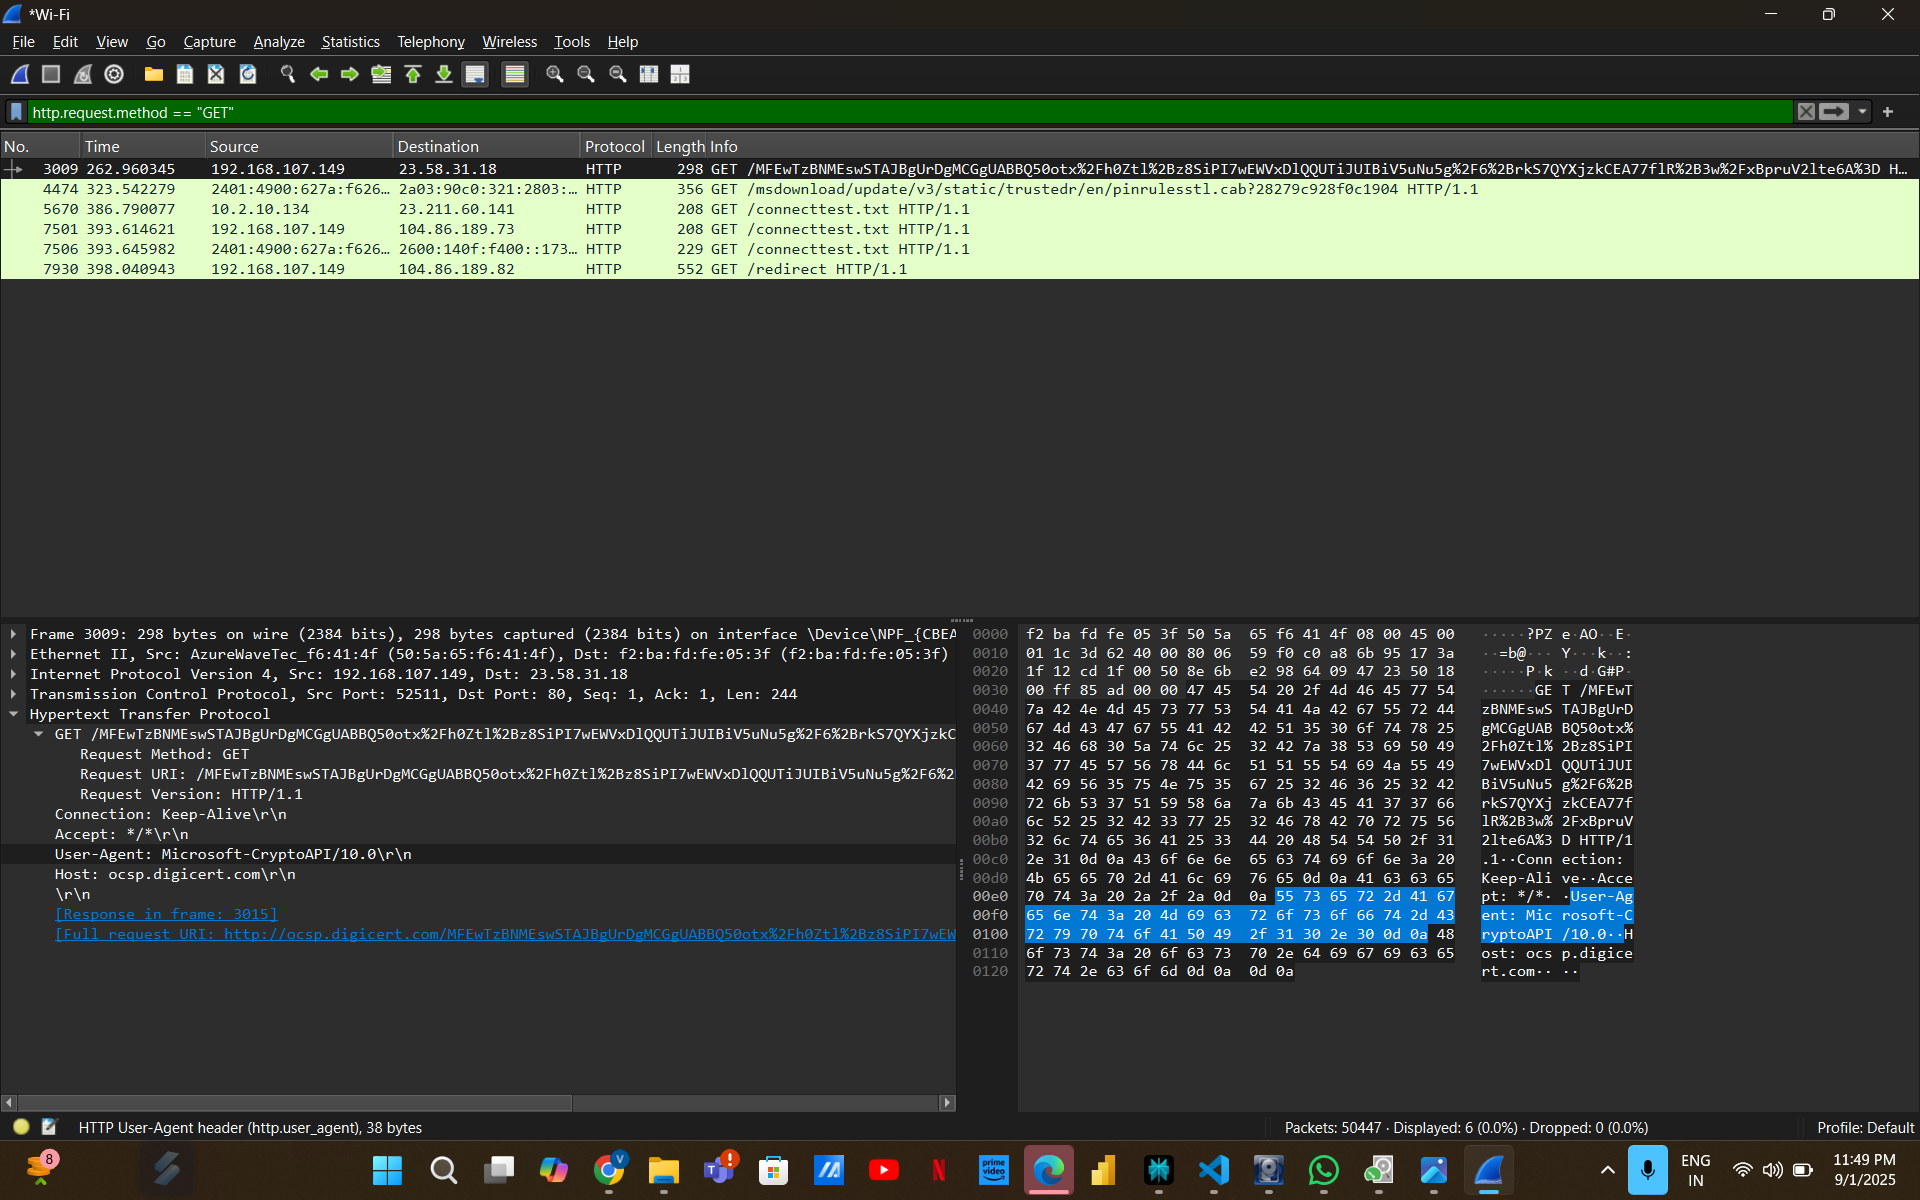 *Wi-Fi
File Edit View Go Capture Analyze Statistics Telephony Wireless Tools Help
http.request.method == "GET"
No. Time Source Destination Protocol Length Info
3009 262.960345 192.168.107.149 23.58.31.18 HTTP 298 GET /MFEwTzBNMEswSTAJBgUrDgMCGgUABBQ50otx%2Fh0Ztl%2Bz8SiPI7wEWVxDlQQUTiJUIBiV5uNu5g%2F6%2BrkS7QYXjzkCEA77flR%2B3w%2FxBpruV2lte6A%3D H...
4474 323.542279 2401:4900:627a:f626... 2a03:90c0:321:2803:... HTTP 356 GET /msdownload/update/v3/static/trustedr/en/pinrulesstl.cab?28279c928f0c1904 HTTP/1.1
5670 386.790077 10.2.10.134 23.211.60.141 HTTP 208 GET /connecttest.txt HTTP/1.1
7501 393.614621 192.168.107.149 104.86.189.73 HTTP 208 GET /connecttest.txt HTTP/1.1
7506 393.645982 2401:4900:627a:f626... 2600:140f:f400::173... HTTP 229 GET /connecttest.txt HTTP/1.1
7930 398.040943 192.168.107.149 104.86.189.82 HTTP 552 GET /redirect HTTP/1.1
Frame 3009: 298 bytes on wire (2384 bits), 298 bytes captured (2384 bits) on interface \Device\NPF_{CBEA
Ethernet II, Src: AzureWaveTec_f6:41:4f (50:5a:65:f6:41:4f), Dst: f2:ba:fd:fe:05:3f (f2:ba:fd:fe:05:3f)
Internet Protocol Version 4, Src: 192.168.107.149, Dst: 23.58.31.18
Transmission Control Protocol, Src Port: 52511, Dst Port: 80, Seq: 1, Ack: 1, Len: 244
Hypertext Transfer Protocol
GET /MFEwTzBNMEswSTAJBgUrDgMCGgUABBQ50otx%2Fh0Ztl%2Bz8SiPI7wEWVxDlQQUTiJUIBiV5uNu5g%2F6%2BrkS7QYXjzkC
Request Method: GET
Request URI: /MFEwTzBNMEswSTAJBgUrDgMCGgUABBQ50otx%2Fh0Ztl%2Bz8SiPI7wEWVxDlQQUTiJUIBiV5uNu5g%2F6%2
Request Version: HTTP/1.1
Connection: Keep-Alive\r\n
Accept: */*\r\n
User-Agent: Microsoft-CryptoAPI/10.0\r\n
Host: ocsp.digicert.com\r\n
\r\n
[Response in frame: 3015]
[Full request URI: http://ocsp.digicert.com/MFEwTzBNMEswSTAJBgUrDgMCGgUABBQ50otx%2Fh0Ztl%2Bz8SiPI7wEW
0000 f2 ba fd fe 05 3f 50 5a 65 f6 41 4f 08 00 45 00 ·····?PZ e·AO··E·
0010 01 1c 3d 62 40 00 80 06 59 f0 c0 a8 6b 95 17 3a ··=b@··· Y···k··:
0020 1f 12 cd 1f 00 50 8e 6b e2 98 64 09 47 23 50 18 ·····P·k ··d·G#P·
0030 00 ff 85 ad 00 00 47 45 54 20 2f 4d 46 45 77 54 ······GE T /MFEwT
0040 7a 42 4e 4d 45 73 77 53 54 41 4a 42 67 55 72 44 zBNMEswS TAJBgUrD
0050 67 4d 43 47 67 55 41 42 42 51 35 30 6f 74 78 25 gMCGgUAB BQ50otx%
0060 32 46 68 30 5a 74 6c 25 32 42 7a 38 53 69 50 49 2Fh0Ztl% 2Bz8SiPI
0070 37 77 45 57 56 78 44 6c 51 51 55 54 69 4a 55 49 7wEWVxDl QQUTiJUI
0080 42 69 56 35 75 4e 75 35 67 25 32 46 36 25 32 42 BiV5uNu5 g%2F6%2B
0090 72 6b 53 37 51 59 58 6a 7a 6b 43 45 41 37 37 66 rkS7QYXj zkCEA77f
00a0 6c 52 25 32 42 33 77 25 32 46 78 42 70 72 75 56 lR%2B3w% 2FxBpruV
00b0 32 6c 74 65 36 41 25 33 44 20 48 54 54 50 2f 31 2lte6A%3 D HTTP/1
00c0 2e 31 0d 0a 43 6f 6e 6e 65 63 74 69 6f 6e 3a 20 .1··Conn ection:
00d0 4b 65 65 70 2d 41 6c 69 76 65 0d 0a 41 63 63 65 Keep-Ali ve··Acce
00e0 70 74 3a 20 2a 2f 2a 0d 0a 55 73 65 72 2d 41 67 pt: */*· ·User-Ag
00f0 65 6e 74 3a 20 4d 69 63 72 6f 73 6f 66 74 2d 43 ent: Mic rosoft-C
0100 72 79 70 74 6f 41 50 49 2f 31 30 2e 30 0d 0a 48 ryptoAPI /10.0··H
0110 6f 73 74 3a 20 6f 63 73 70 2e 64 69 67 69 63 65 ost: ocs p.digice
0120 72 74 2e 63 6f 6d 0d 0a 0d 0a rt.com·· ··
HTTP User-Agent header (http.user_agent), 38 bytes
Packets: 50447 · Displayed: 6 (0.0%) · Dropped: 0 (0.0%)
Profile: Default
8
V
prime video
ENG
IN
11:49 PM
9/1/2025